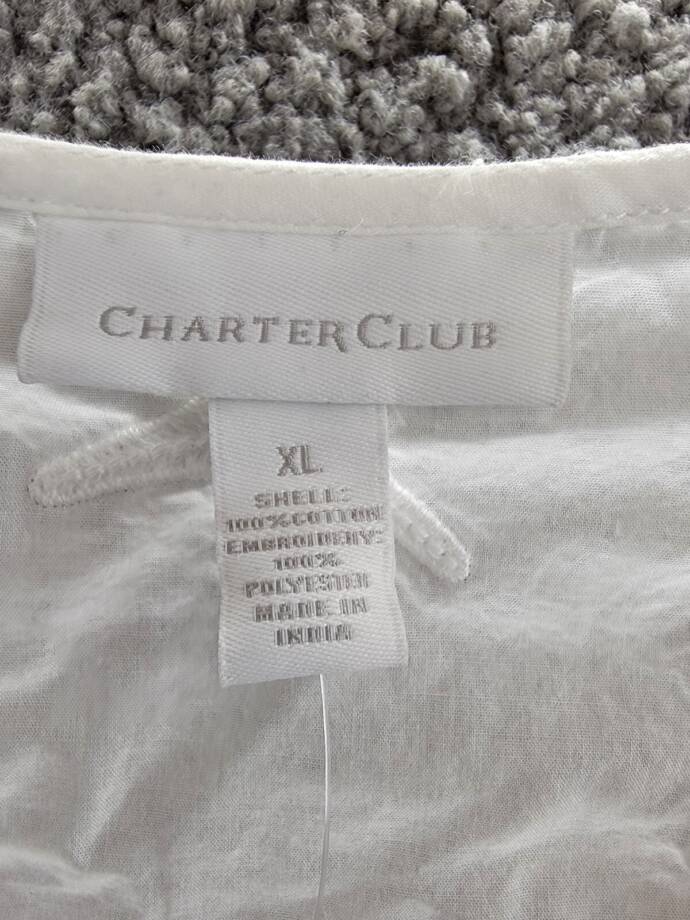 CHARTER CLUB
XL
SHELL:
100%COTTON
EMBROIDERY:
100%
POLYESTER
MADE IN
INDIA